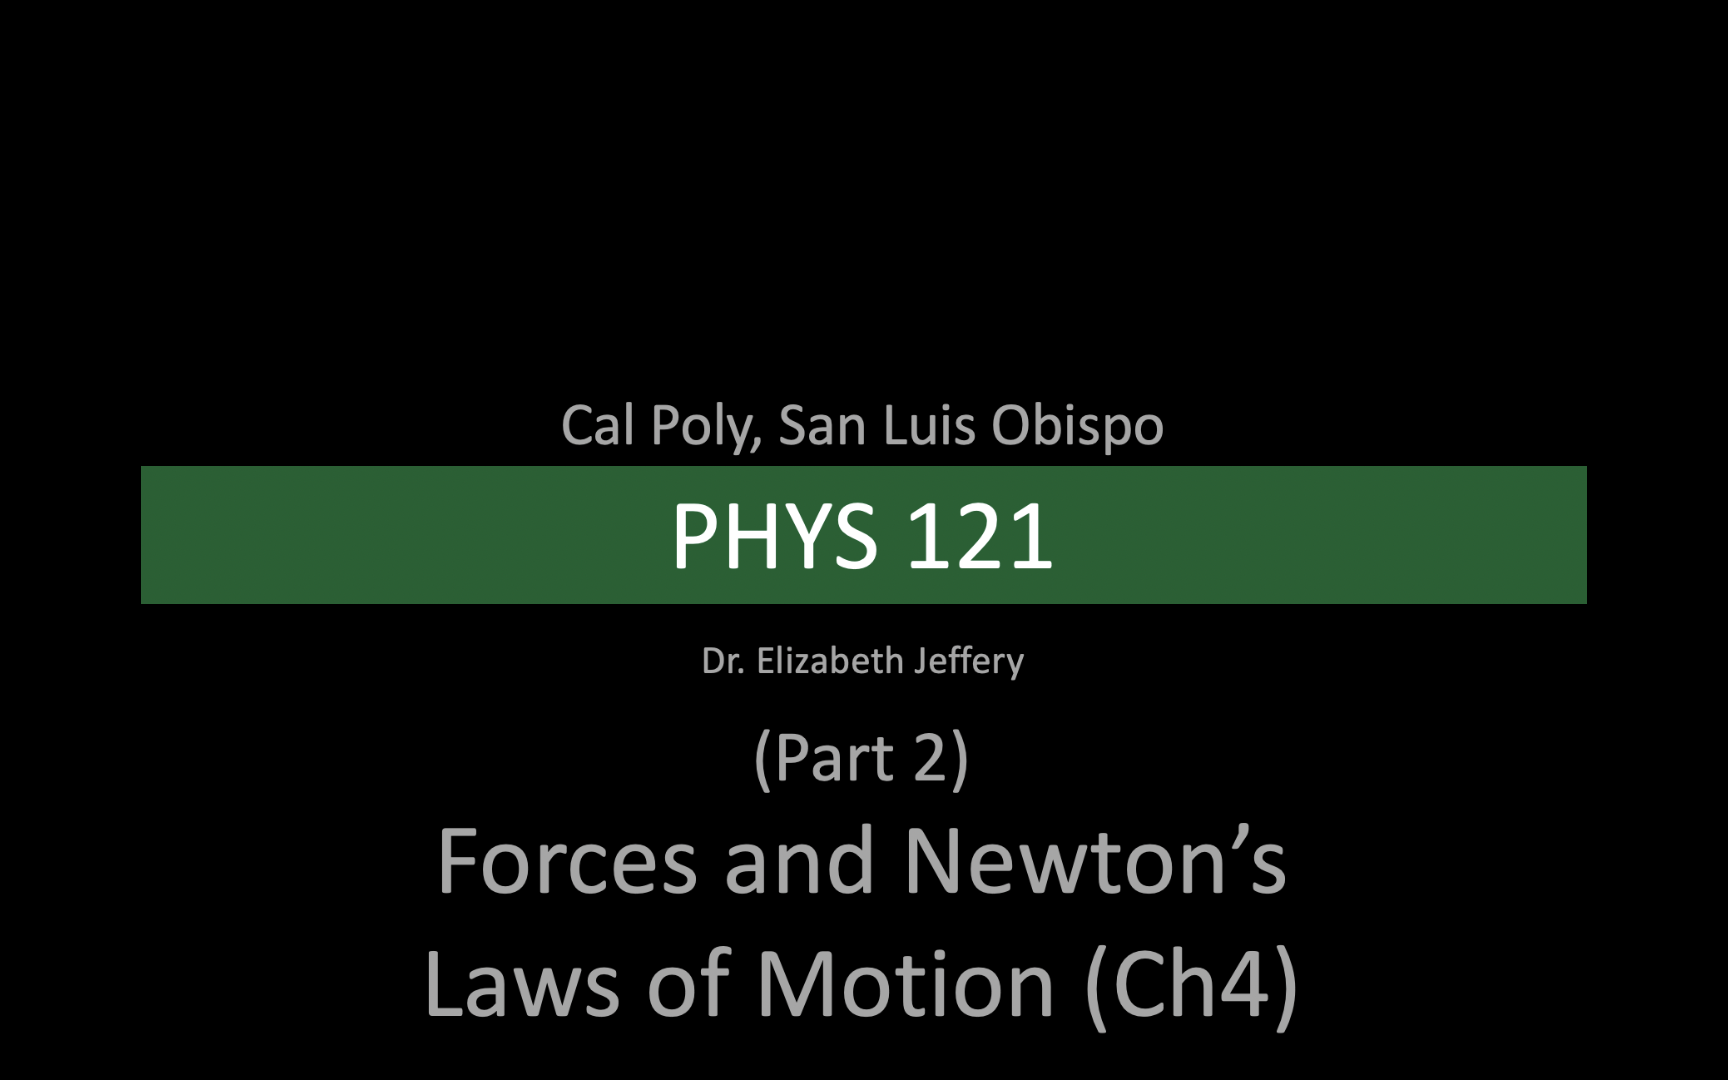 Cal Poly, San Luis Obispo
PHYS 121
Dr. Elizabeth Jeffery
(Part 2)
Forces and Newton’s
Laws of Motion (Ch4)